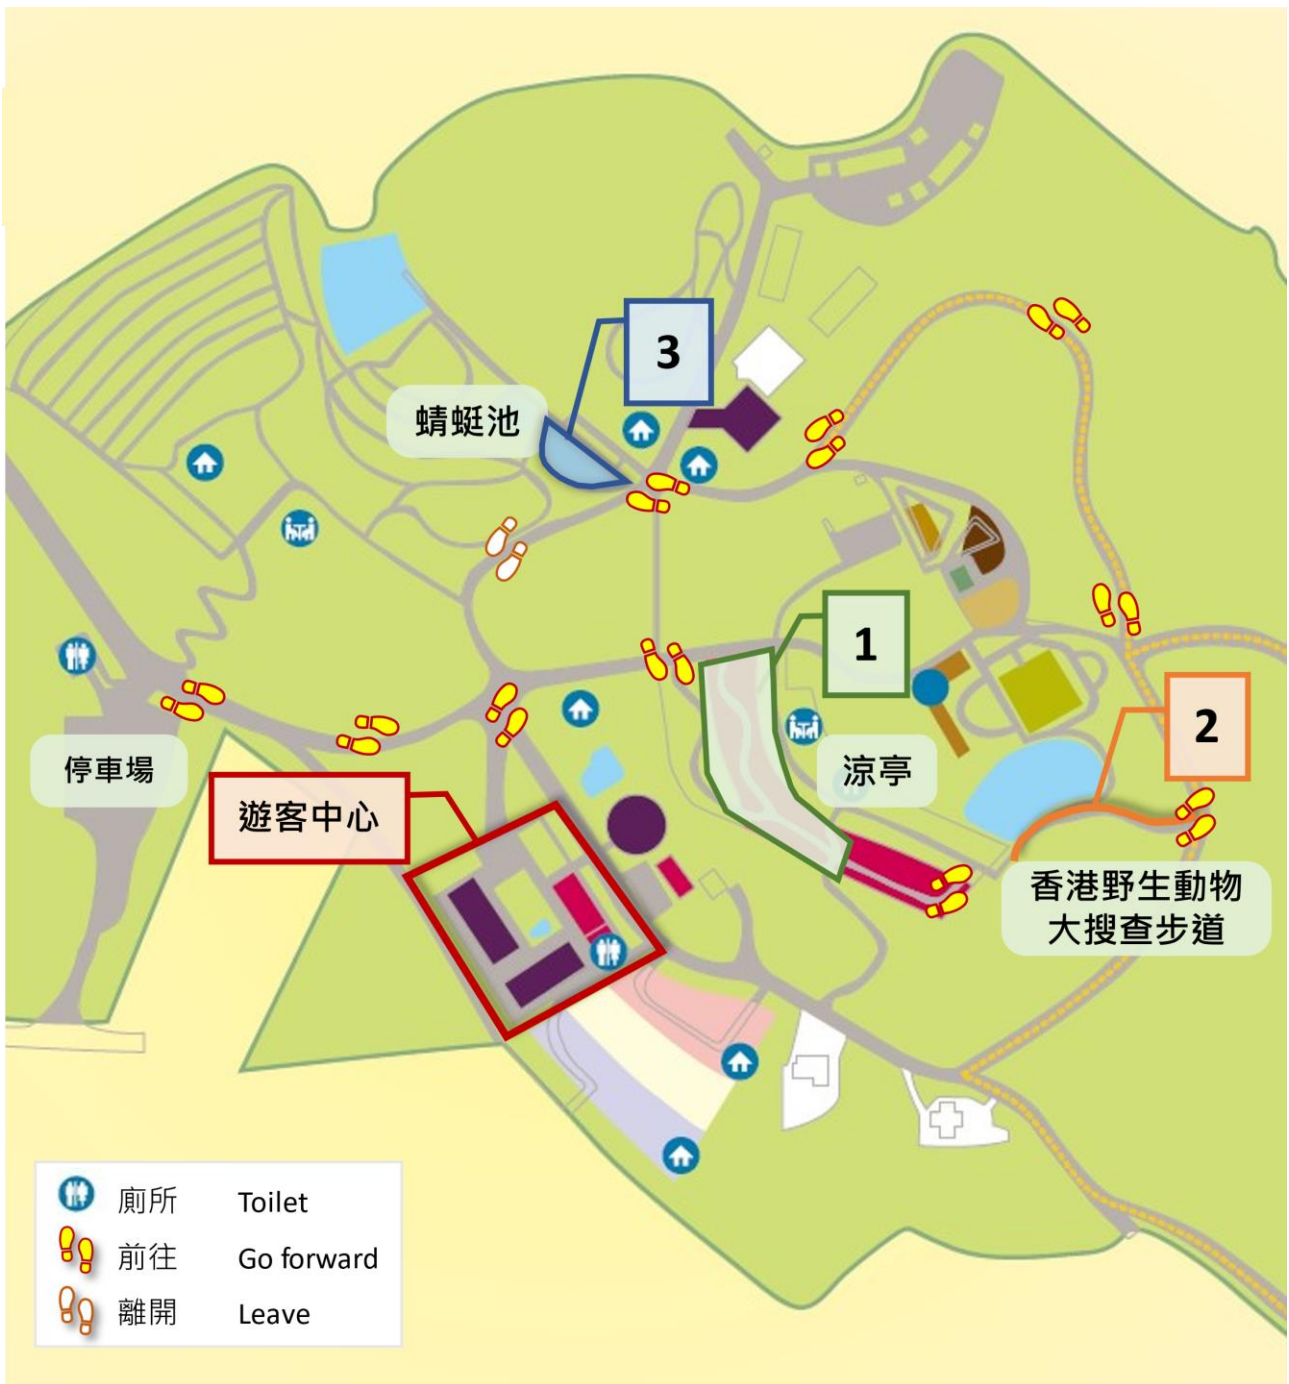 3
蜻蜓池
1
2
停車場
涼亭
遊客中心
香港野生動物
大搜查步道
廁所 Toilet
前往 Go forward
離開 Leave